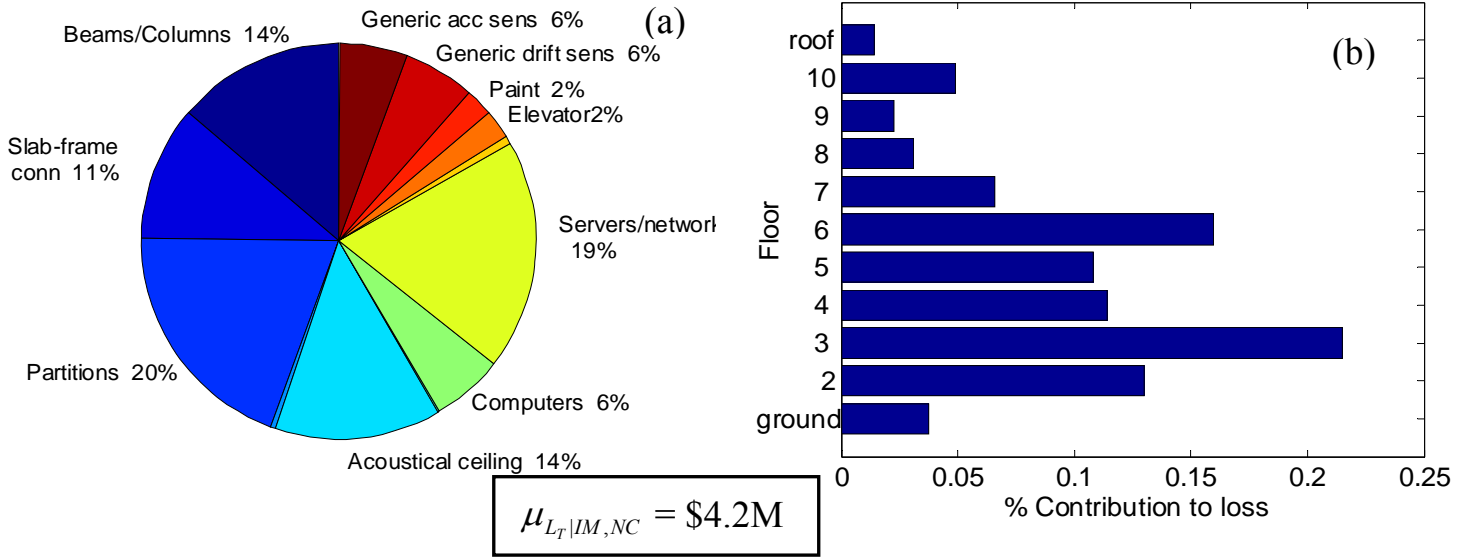 (a)
Generic acc sens 6%
Beams/Columns 14%
Generic drift sens 6%
Paint 2%
Elevator2%
Slab-frame
conn 11%
Servers/network
19%
Partitions 20%
Computers 6%
Acoustical ceiling 14%
μ_{L_T|IM,NC} = $4.2M
(b)
Floor
roof
10
9
8
7
6
5
4
3
2
ground
0 0.05 0.1 0.15 0.2 0.25
% Contribution to loss